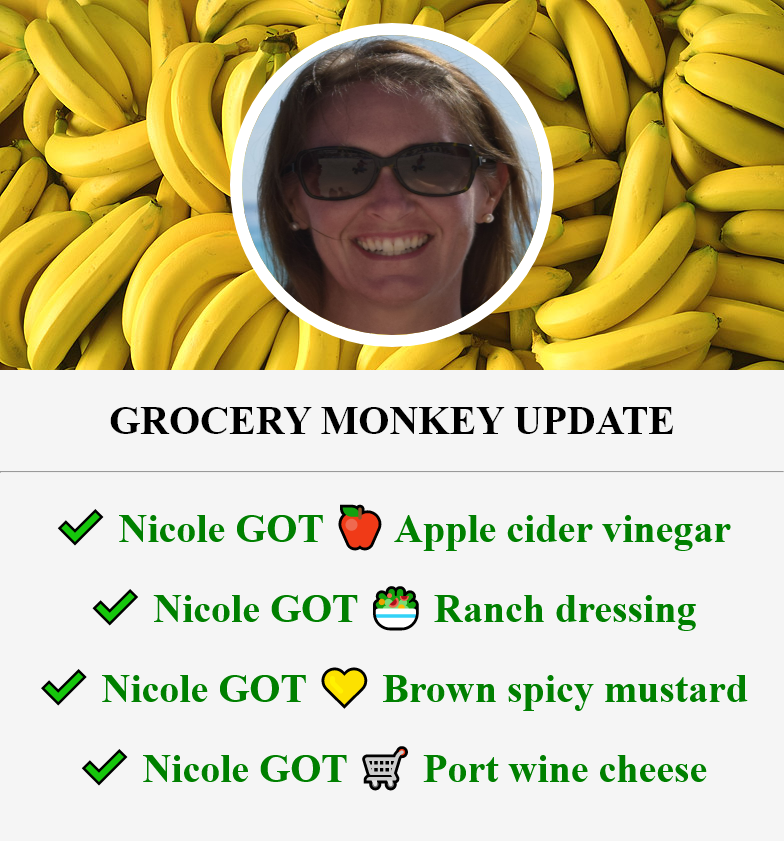 GROCERY MONKEY UPDATE
✔ Nicole GOT 🍎 Apple cider vinegar
✔ Nicole GOT 🥗 Ranch dressing
✔ Nicole GOT 💛 Brown spicy mustard
✔ Nicole GOT 🛒 Port wine cheese